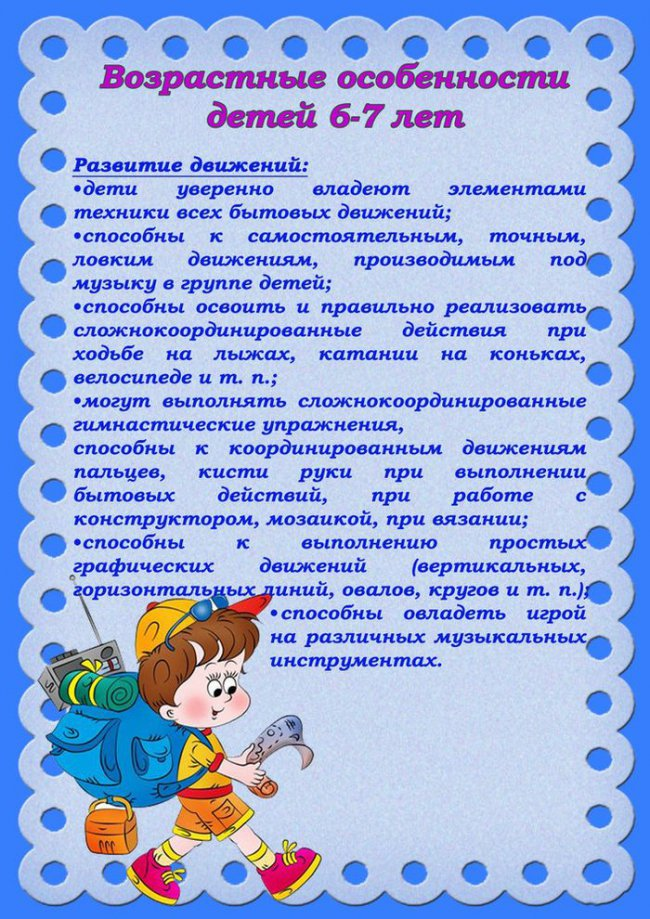 Возрастные особенности
детей 6-7 лет
Развитие движений:
•дети уверенно владеют элементами
техники всех бытовых движений;
•способны к самостоятельным, точным,
ловким движениям, производимым под
музыку в группе детей;
•способны освоить и правильно реализовать
сложнокоординированные действия при
ходьбе на лыжах, катании на коньках,
велосипеде и т. п.;
•могут выполнять сложнокоординированные
гимнастические упражнения,
способны к координированным движениям
пальцев, кисти руки при выполнении
бытовых действий, при работе с
конструктором, мозаикой, при вязании;
•способны к выполнению простых
графических движений (вертикальных,
горизонтальных линий, овалов, кругов и т. п.);
•способны овладеть игрой
на различных музыкальных
инструментах.